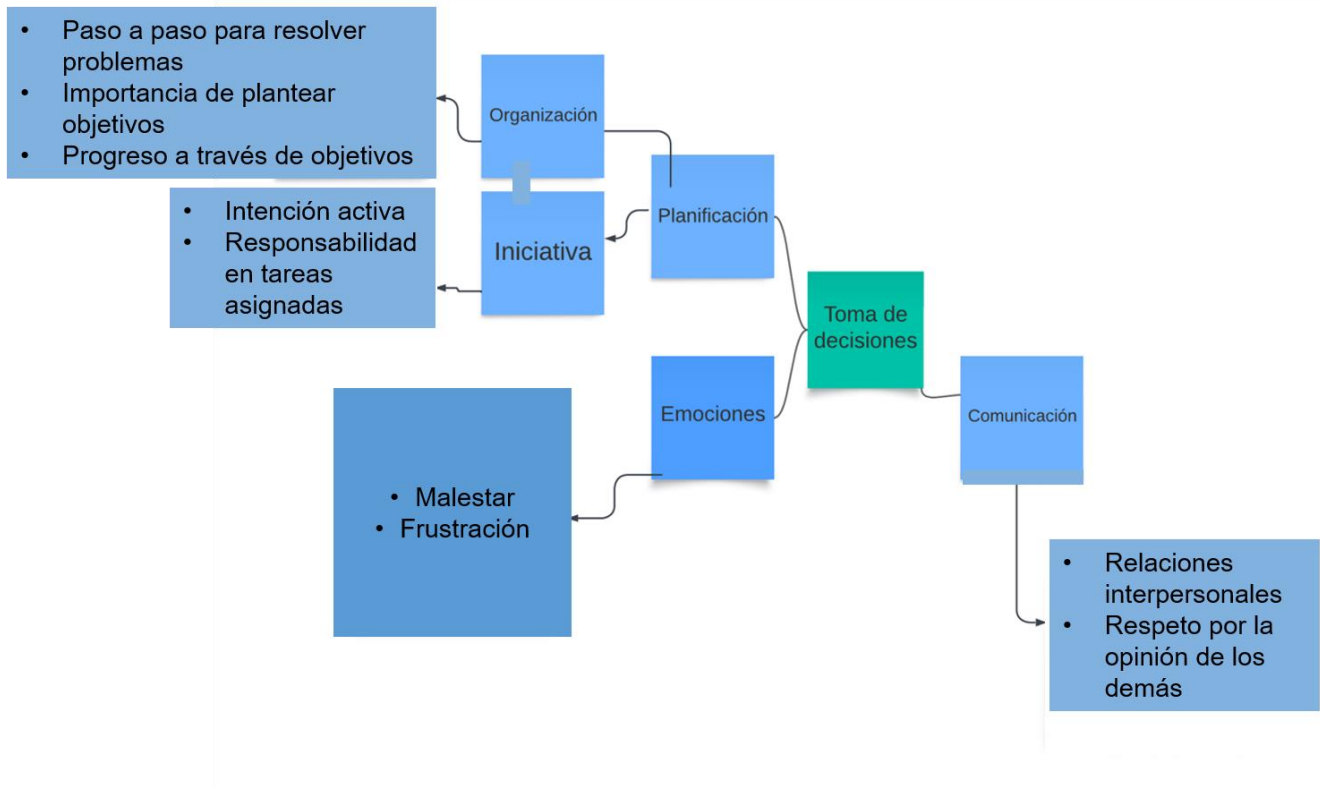 • Paso a paso para resolver
problemas
• Importancia de plantear
objetivos
• Progreso a través de objetivos
Organización
• Intención activa
• Responsabilidad
en tareas
asignadas
Iniciativa
Planificación
Toma de
decisiones
Emociones
• Malestar
• Frustración
Comunicación
• Relaciones
interpersonales
• Respeto por la
opinión de los
demás